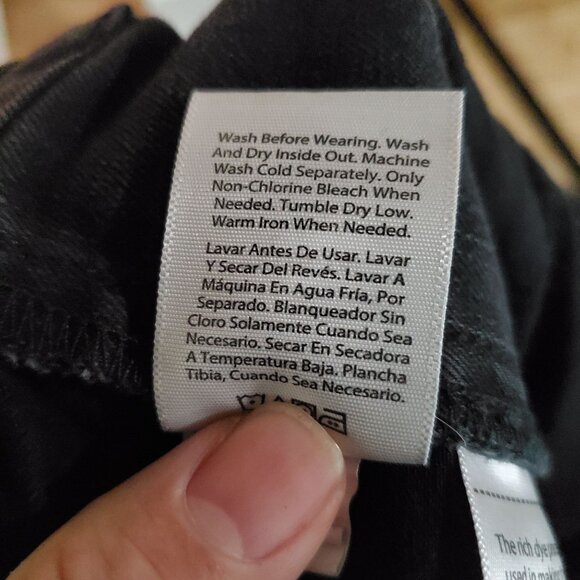 Wash Before Wearing. Wash
And Dry Inside Out. Machine
Wash Cold Separately. Only
Non-Chlorine Bleach When
Needed. Tumble Dry Low.
Warm Iron When Needed.
Lavar Antes De Usar. Lavar
Y Secar Del Revés. Lavar A
Máquina En Agua Fría, Por
Separado. Blanqueador Sin
Cloro Solamente Cuando Sea
Necesario. Secar En Secadora
A Temperatura Baja. Plancha
Tibia, Cuando Sea Necesario.
The rich dye
used in